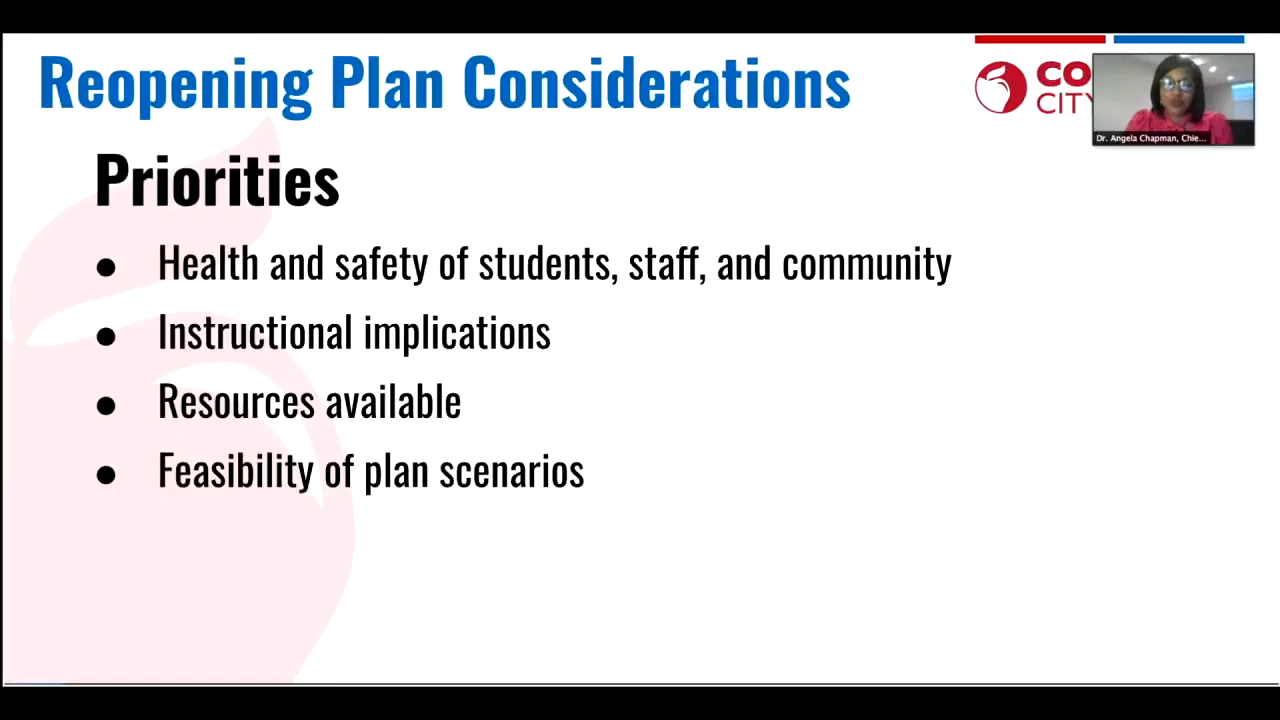 Reopening Plan Considerations
CO
CITY
Dr. Angela Chapman, Chie...
Priorities
● Health and safety of students, staff, and community
● Instructional implications
● Resources available
● Feasibility of plan scenarios